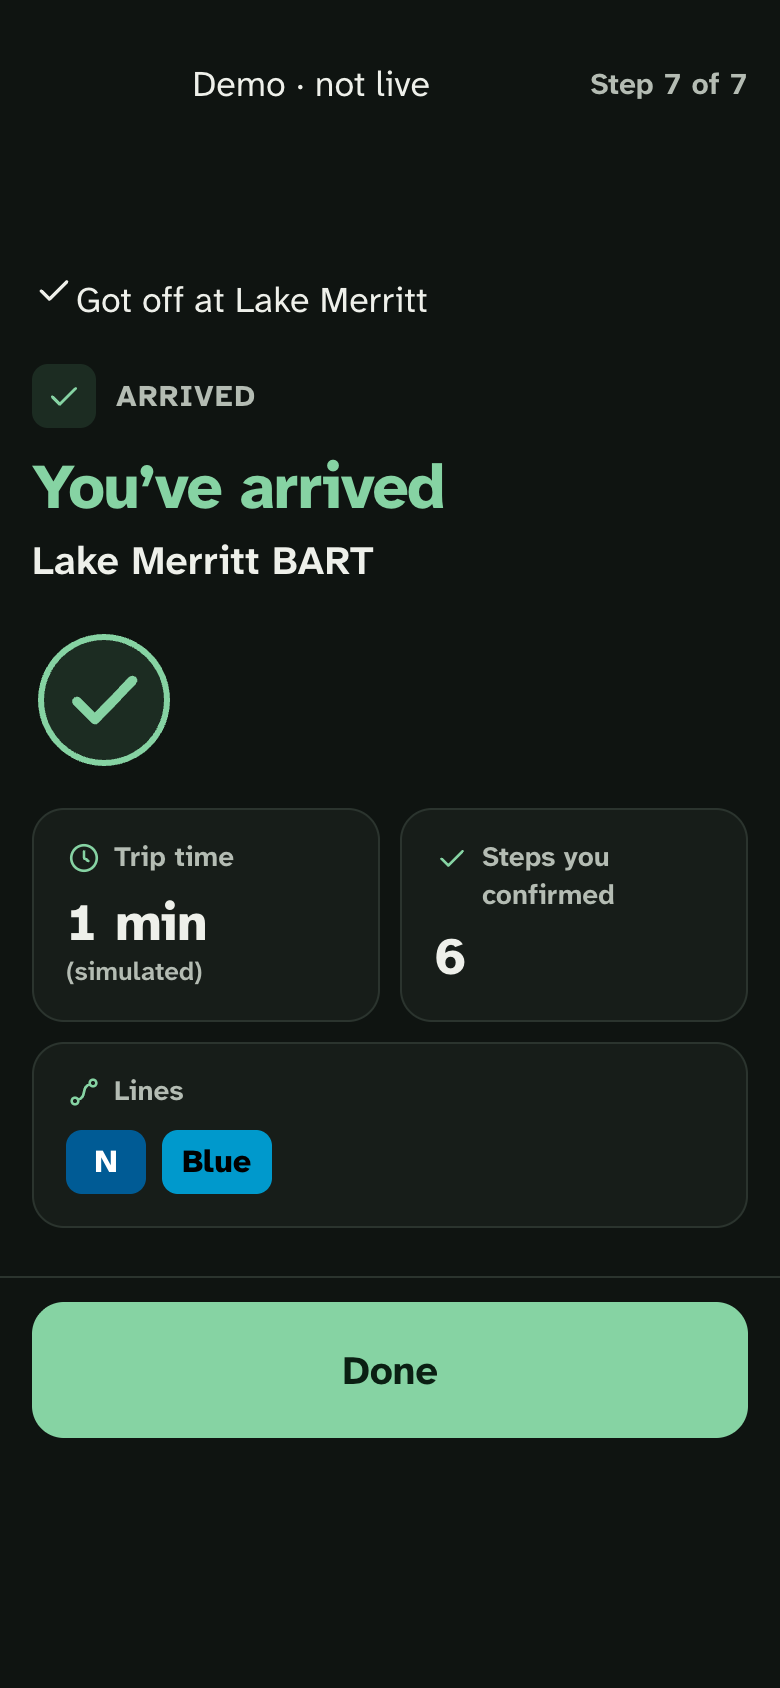 Demo · not live
Step 7 of 7
Got off at Lake Merritt
ARRIVED
You’ve arrived
Lake Merritt BART
Trip time
1 min
(simulated)
Steps you
confirmed
6
Lines
N
Blue
Done